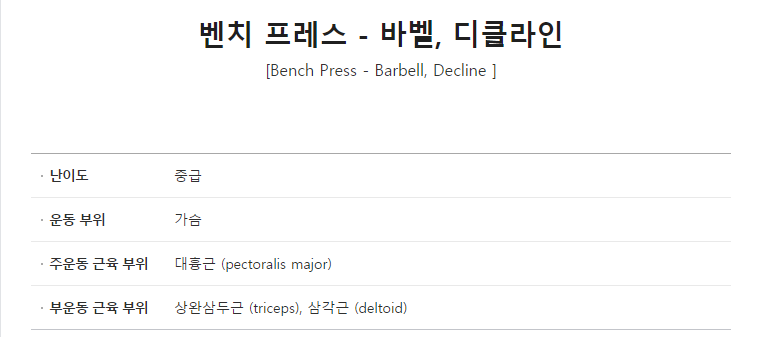 벤치 프레스 - 바벨, 디클라인
[Bench Press - Barbell, Decline ]
· 난이도 중급
· 운동 부위 가슴
· 주운동 근육 부위 대흉근 (pectoralis major)
· 부운동 근육 부위 상완삼두근 (triceps), 삼각근 (deltoid)